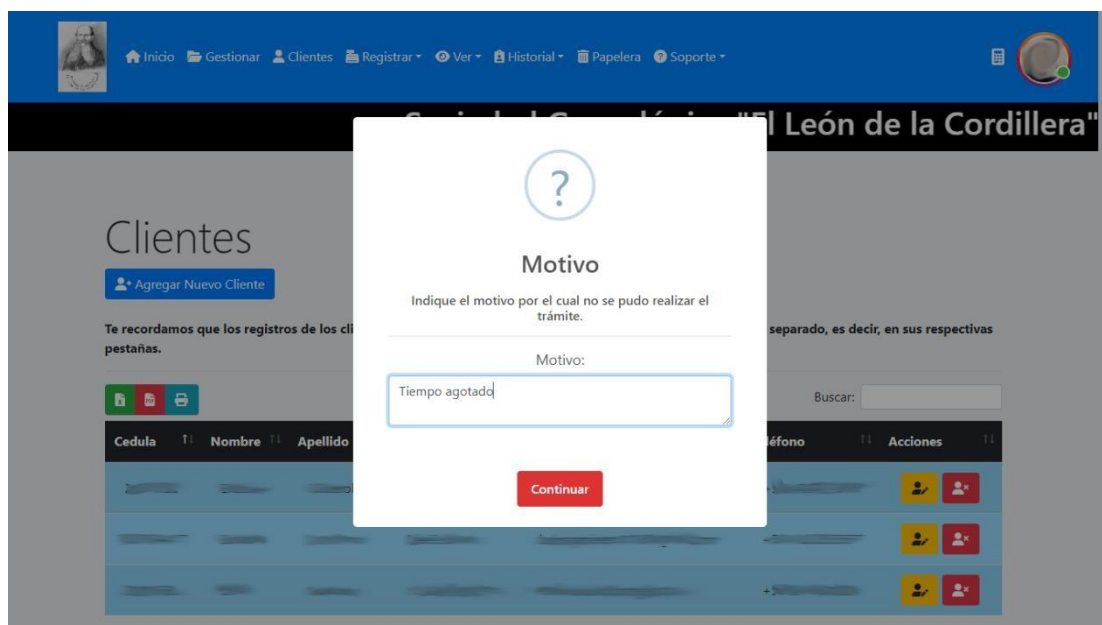 Inicio Gestionar Clientes Registrar Ver Historial Papelera Soporte
"El León de la Cordillera"
Clientes
Agregar Nuevo Cliente
Te recordamos que los registros de los separado, es decir, en sus respectivas
pestañas.
?
Motivo
Indique el motivo por el cual no se pudo realizar el
trámite.
Motivo:
Tiempo agotado
Continuar
Buscar:
Cedula Nombre Apellido Acciones